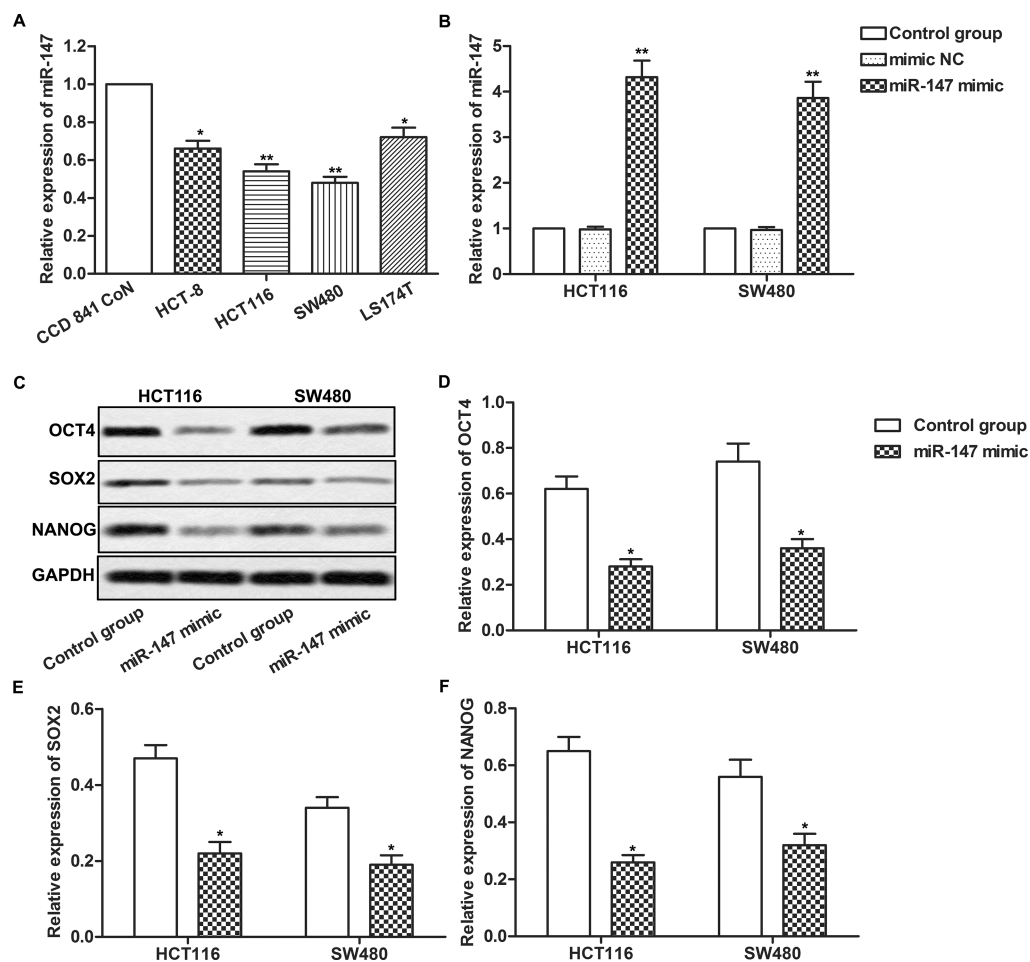 A
Relative expression of miR-147
1.2
1.0
0.8
0.6
0.4
0.2
0.0
*
**
**
*
CCD 841 CoN
HCT-8
HCT116
SW480
LS174T
B
Relative expression of miR-147
5
4
3
2
1
0
**
**
HCT116
SW480
Control group
mimic NC
miR-147 mimic
C
HCT116 SW480
OCT4
SOX2
NANOG
GAPDH
Control group
miR-147 mimic
Control group
miR-147 mimic
D
Relative expression of OCT4
1.0
0.8
0.6
0.4
0.2
0.0
*
*
HCT116
SW480
Control group
miR-147 mimic
E
Relative expression of SOX2
0.6
0.4
0.2
0.0
*
*
HCT116
SW480
F
Relative expression of NANOG
0.8
0.6
0.4
0.2
0.0
*
*
HCT116
SW480